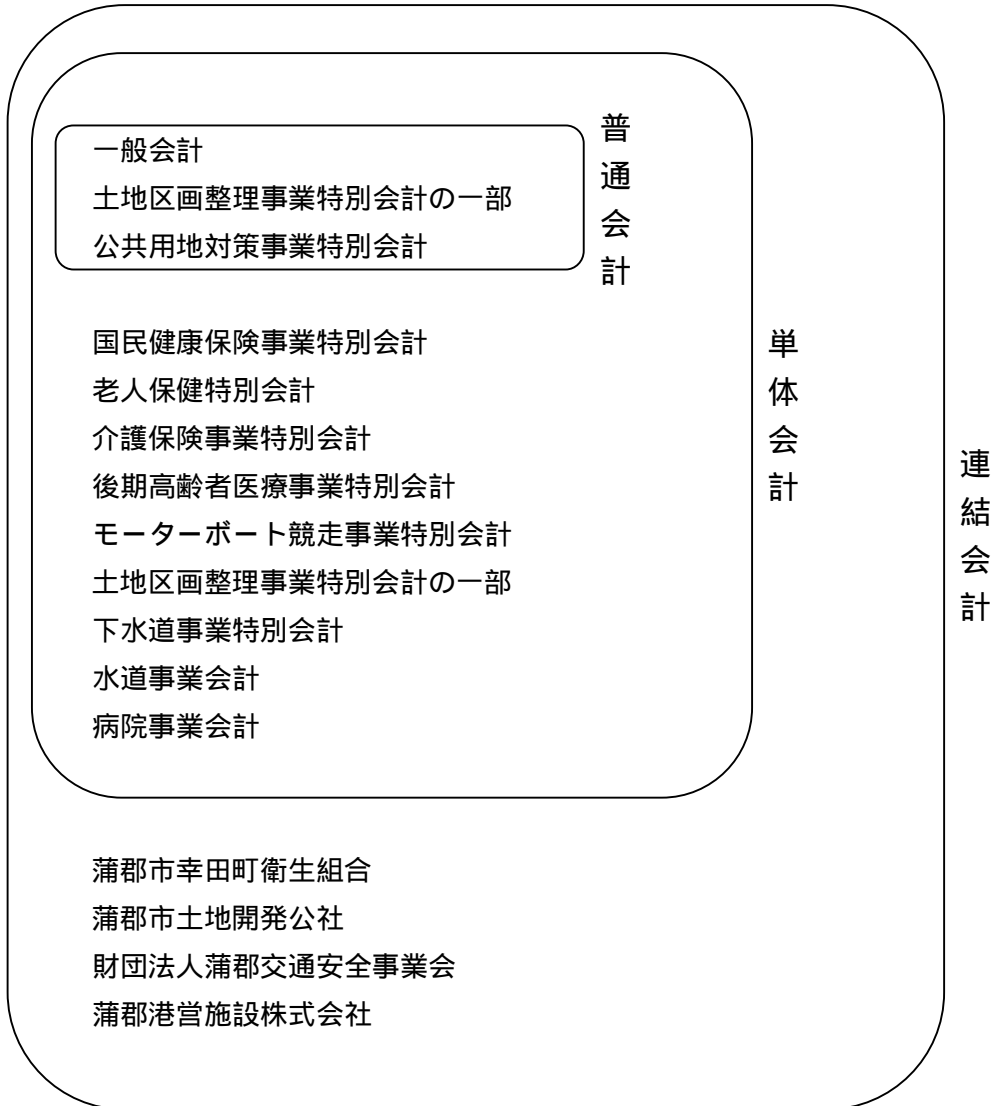 一般会計
土地区画整理事業特別会計の一部
公共用地対策事業特別会計
普通会計
国民健康保険事業特別会計
老人保健特別会計
介護保険事業特別会計
後期高齢者医療事業特別会計
モーターボート競走事業特別会計
土地区画整理事業特別会計の一部
下水道事業特別会計
水道事業会計
病院事業会計
単体会計
蒲郡市幸田町衛生組合
蒲郡市土地開発公社
財団法人蒲郡交通安全事業会
蒲郡港営施設株式会社
連結会計